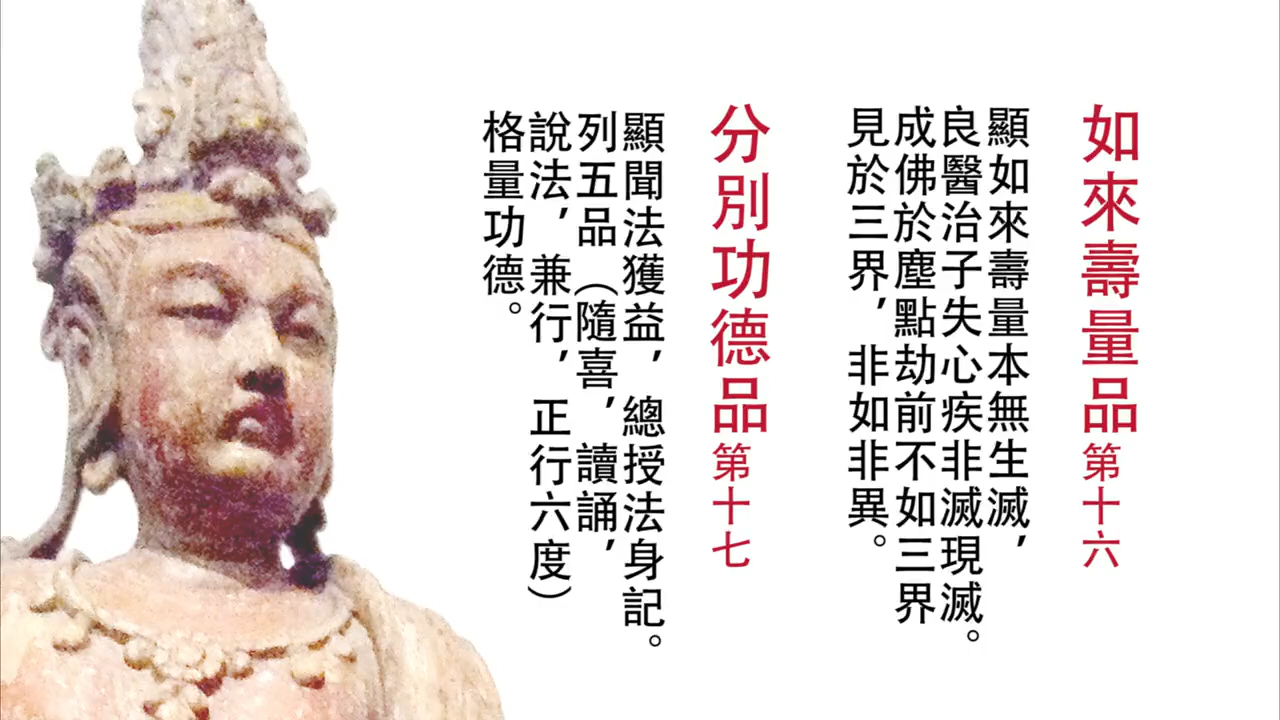 如來壽量品第十六
顯如來壽量本無生滅，
良醫治子失心疾非滅現滅。
成佛於塵點劫前不如三界
見於三界，非如非異。
分別功德品第十七
顯聞法獲益，總授法身記。
列五品（隨喜，讀誦，
說法，兼行，正行六度）
格量功德。